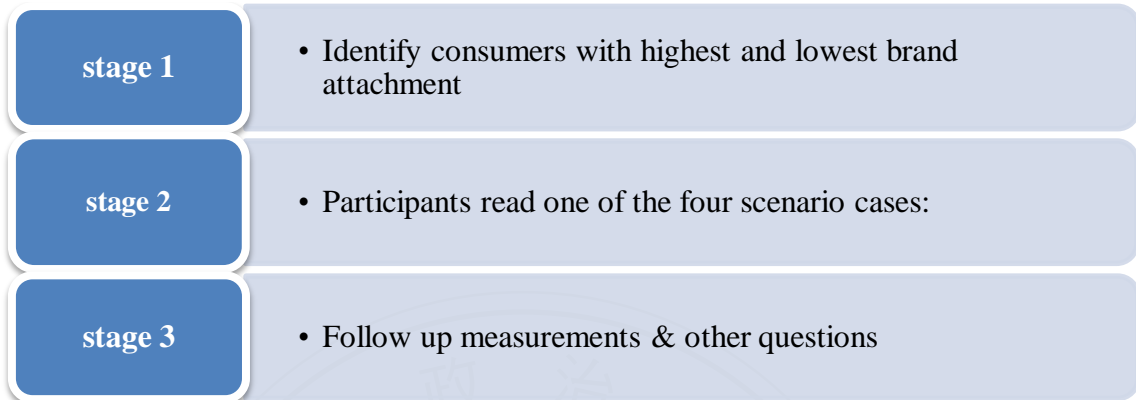 stage 1
• Identify consumers with highest and lowest brand
attachment
stage 2
• Participants read one of the four scenario cases:
stage 3
• Follow up measurements & other questions
政